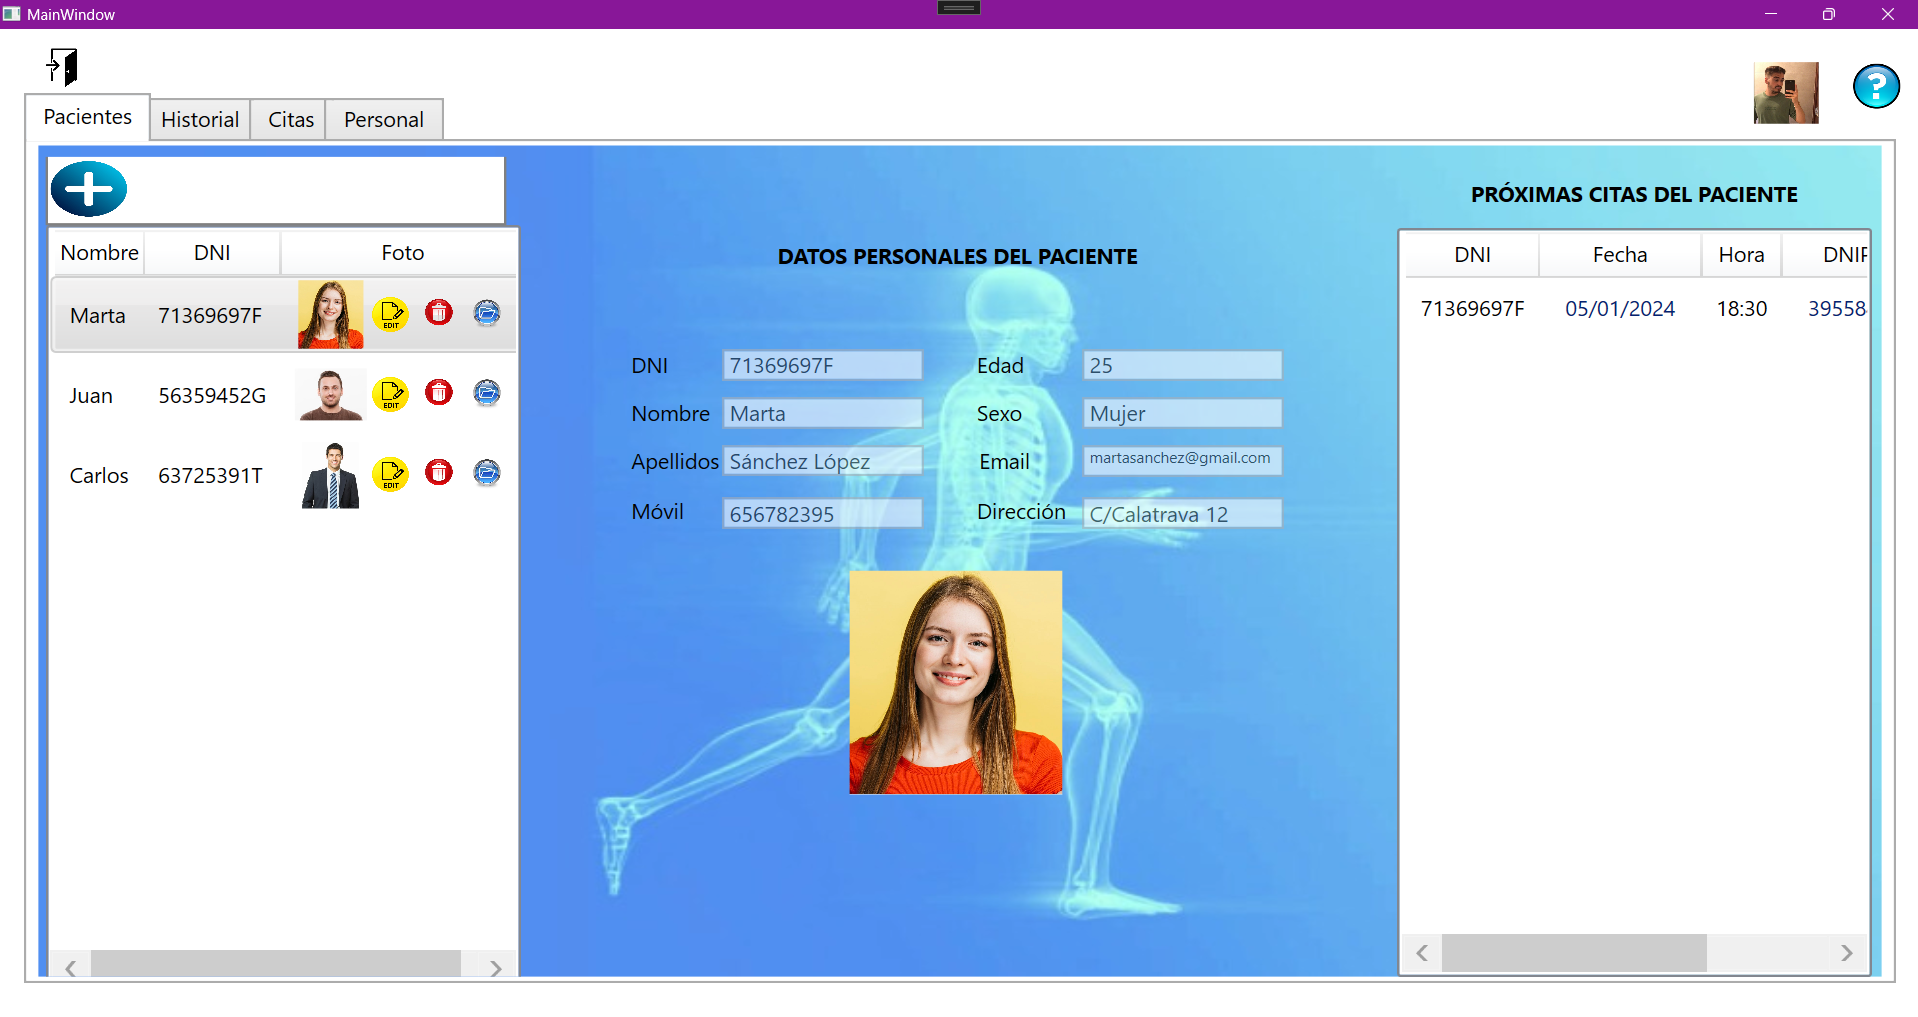 MainWindow
Pacientes Historial Citas Personal
?
PRÓXIMAS CITAS DEL PACIENTE
Nombre DNI Foto
Marta 71369697F EDIT
Juan 56359452G EDIT
Carlos 63725391T EDIT
DATOS PERSONALES DEL PACIENTE
DNI 71369697F Edad 25
Nombre Marta Sexo Mujer
Apellidos Sánchez López Email martasanchez@gmail.com
Móvil 656782395 Dirección C/Calatrava 12
DNI Fecha Hora
71369697F 05/01/2024 18:30 39558